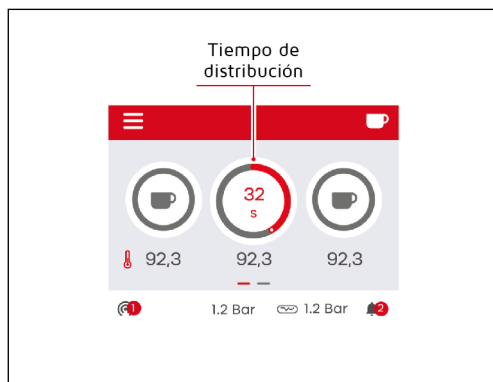 Tiempo de
distribución
32
s
92,3 92,3 92,3
1 1.2 Bar 1.2 Bar 2